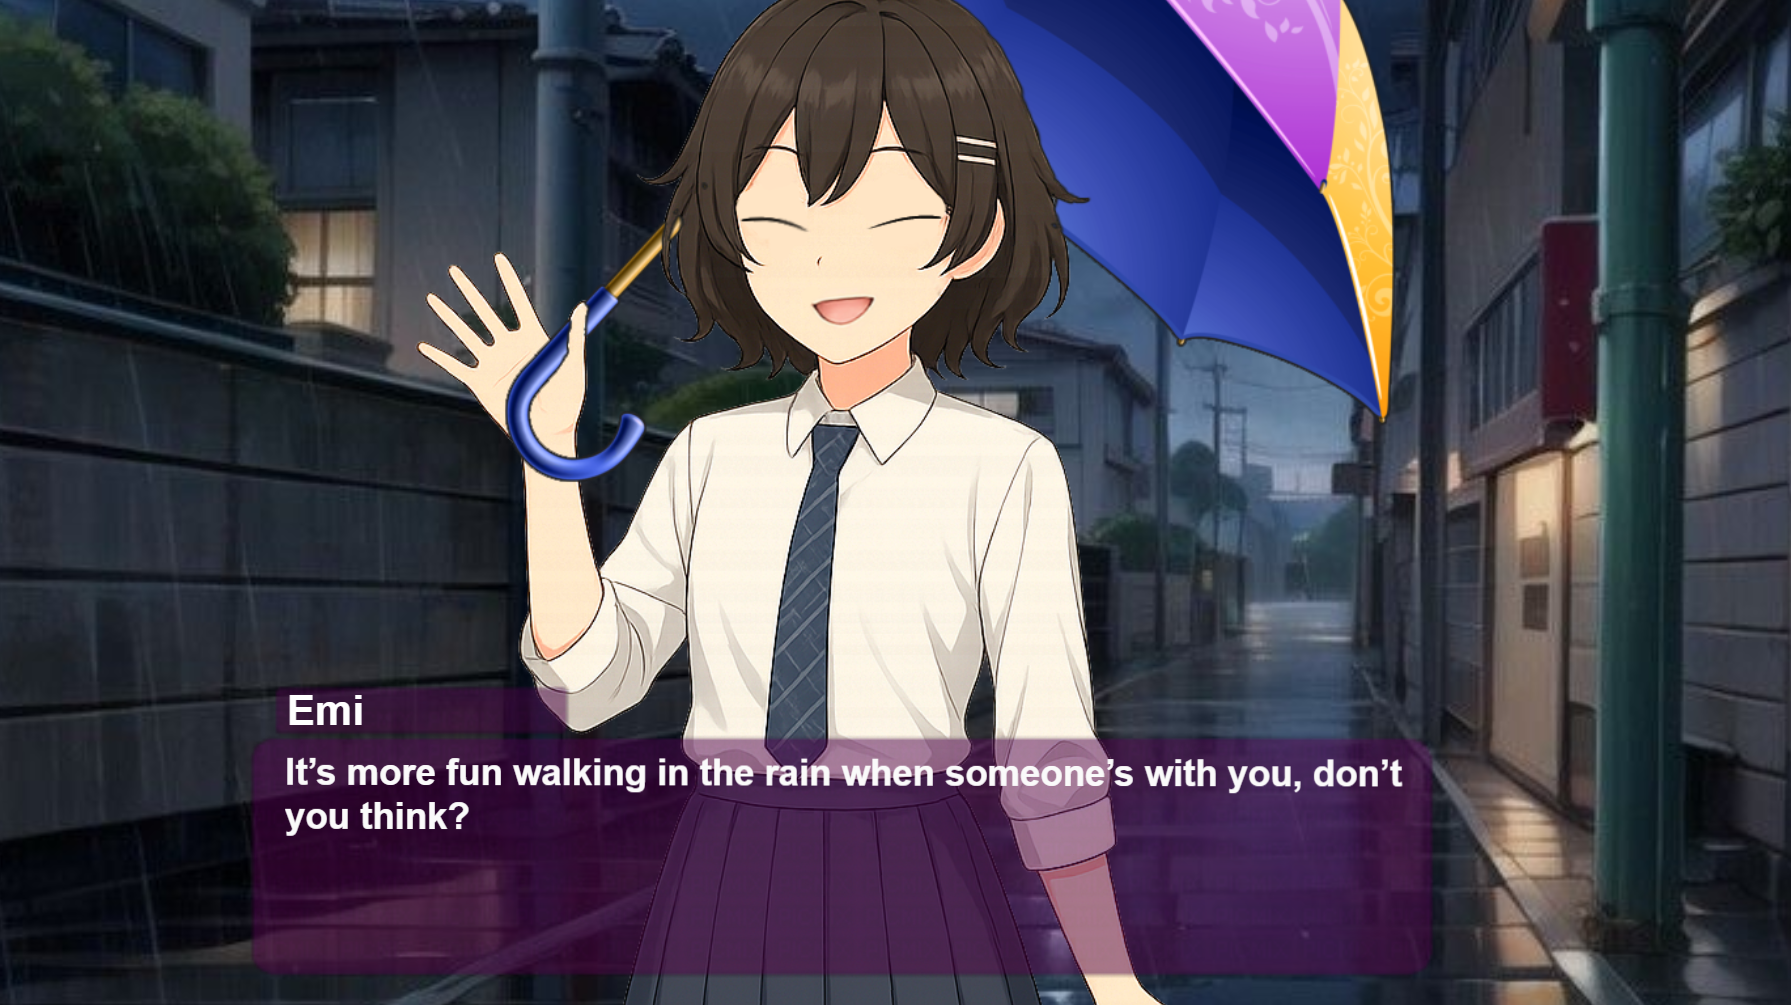 Emi
It’s more fun walking in the rain when someone’s with you, don’t
you think?